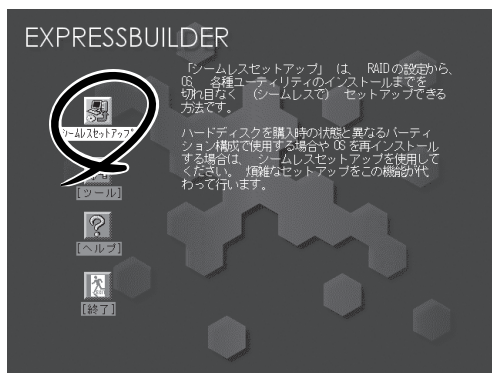 EXPRESSBUILDER
「シームレスセットアップ」 は、 RAIDの設定から、
OS 各種ユーティリティのインストールまでを
切れ目なく (シームレスで) セットアップできる
方法です。
ハードディスクを購入時の状態と異なるパーティ
ション構成で使用する場合や OSを再インストール
する場合は、 シームレスセットアップを使用して
ください。 煩雑なセットアップをこの機能が代
わって行います。
シームレスセットアップ
[ツール]
[ヘルプ]
[終了]